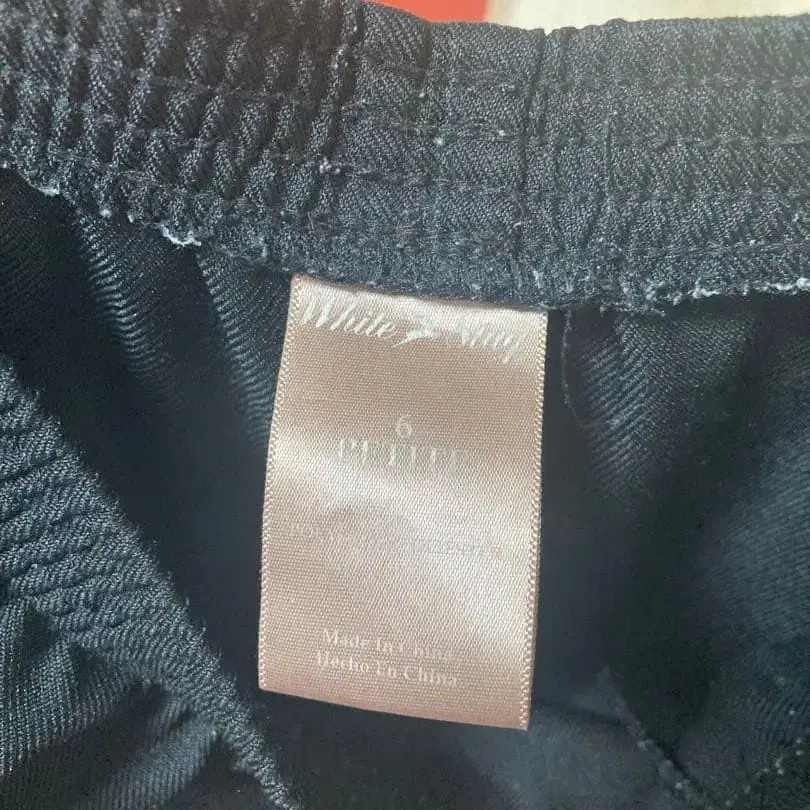 White Stag
6
PETITE
Made In China
Hecho En China